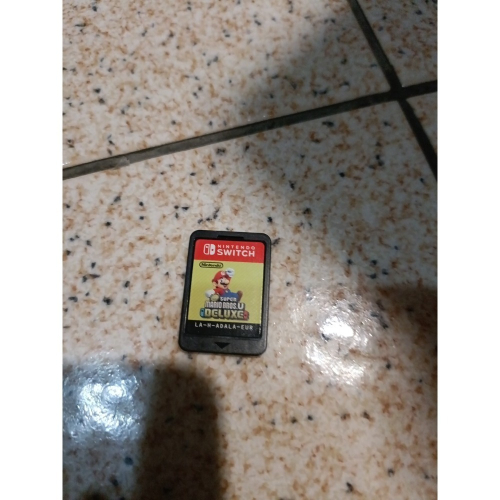 NINTENDO
SWITCH
Nintendo
SUPER
MARIO BROS. U
DELUXE
LA-H-ADALA-EUR